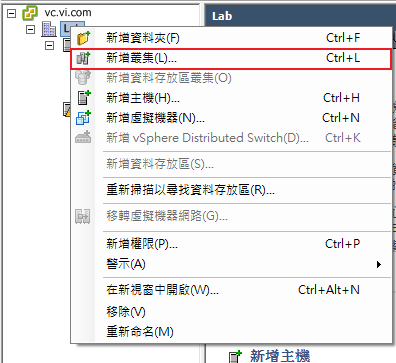 vc.vi.com
Lab
新增資料夾(F) Ctrl+F
新增叢集(L)... Ctrl+L
新增資料存放區叢集(O)
新增主機(H)... Ctrl+H
新增虛擬機器(N)... Ctrl+N
新增 vSphere Distributed Switch(D)... Ctrl+K
新增資料存放區(S)...
重新掃描以尋找資料存放區(R)...
移轉虛擬機器網路(G)...
新增權限(P)... Ctrl+P
警示(A)
在新視窗中開啟(W)... Ctrl+Alt+N
移除(V)
重新命名(M)
新增主機